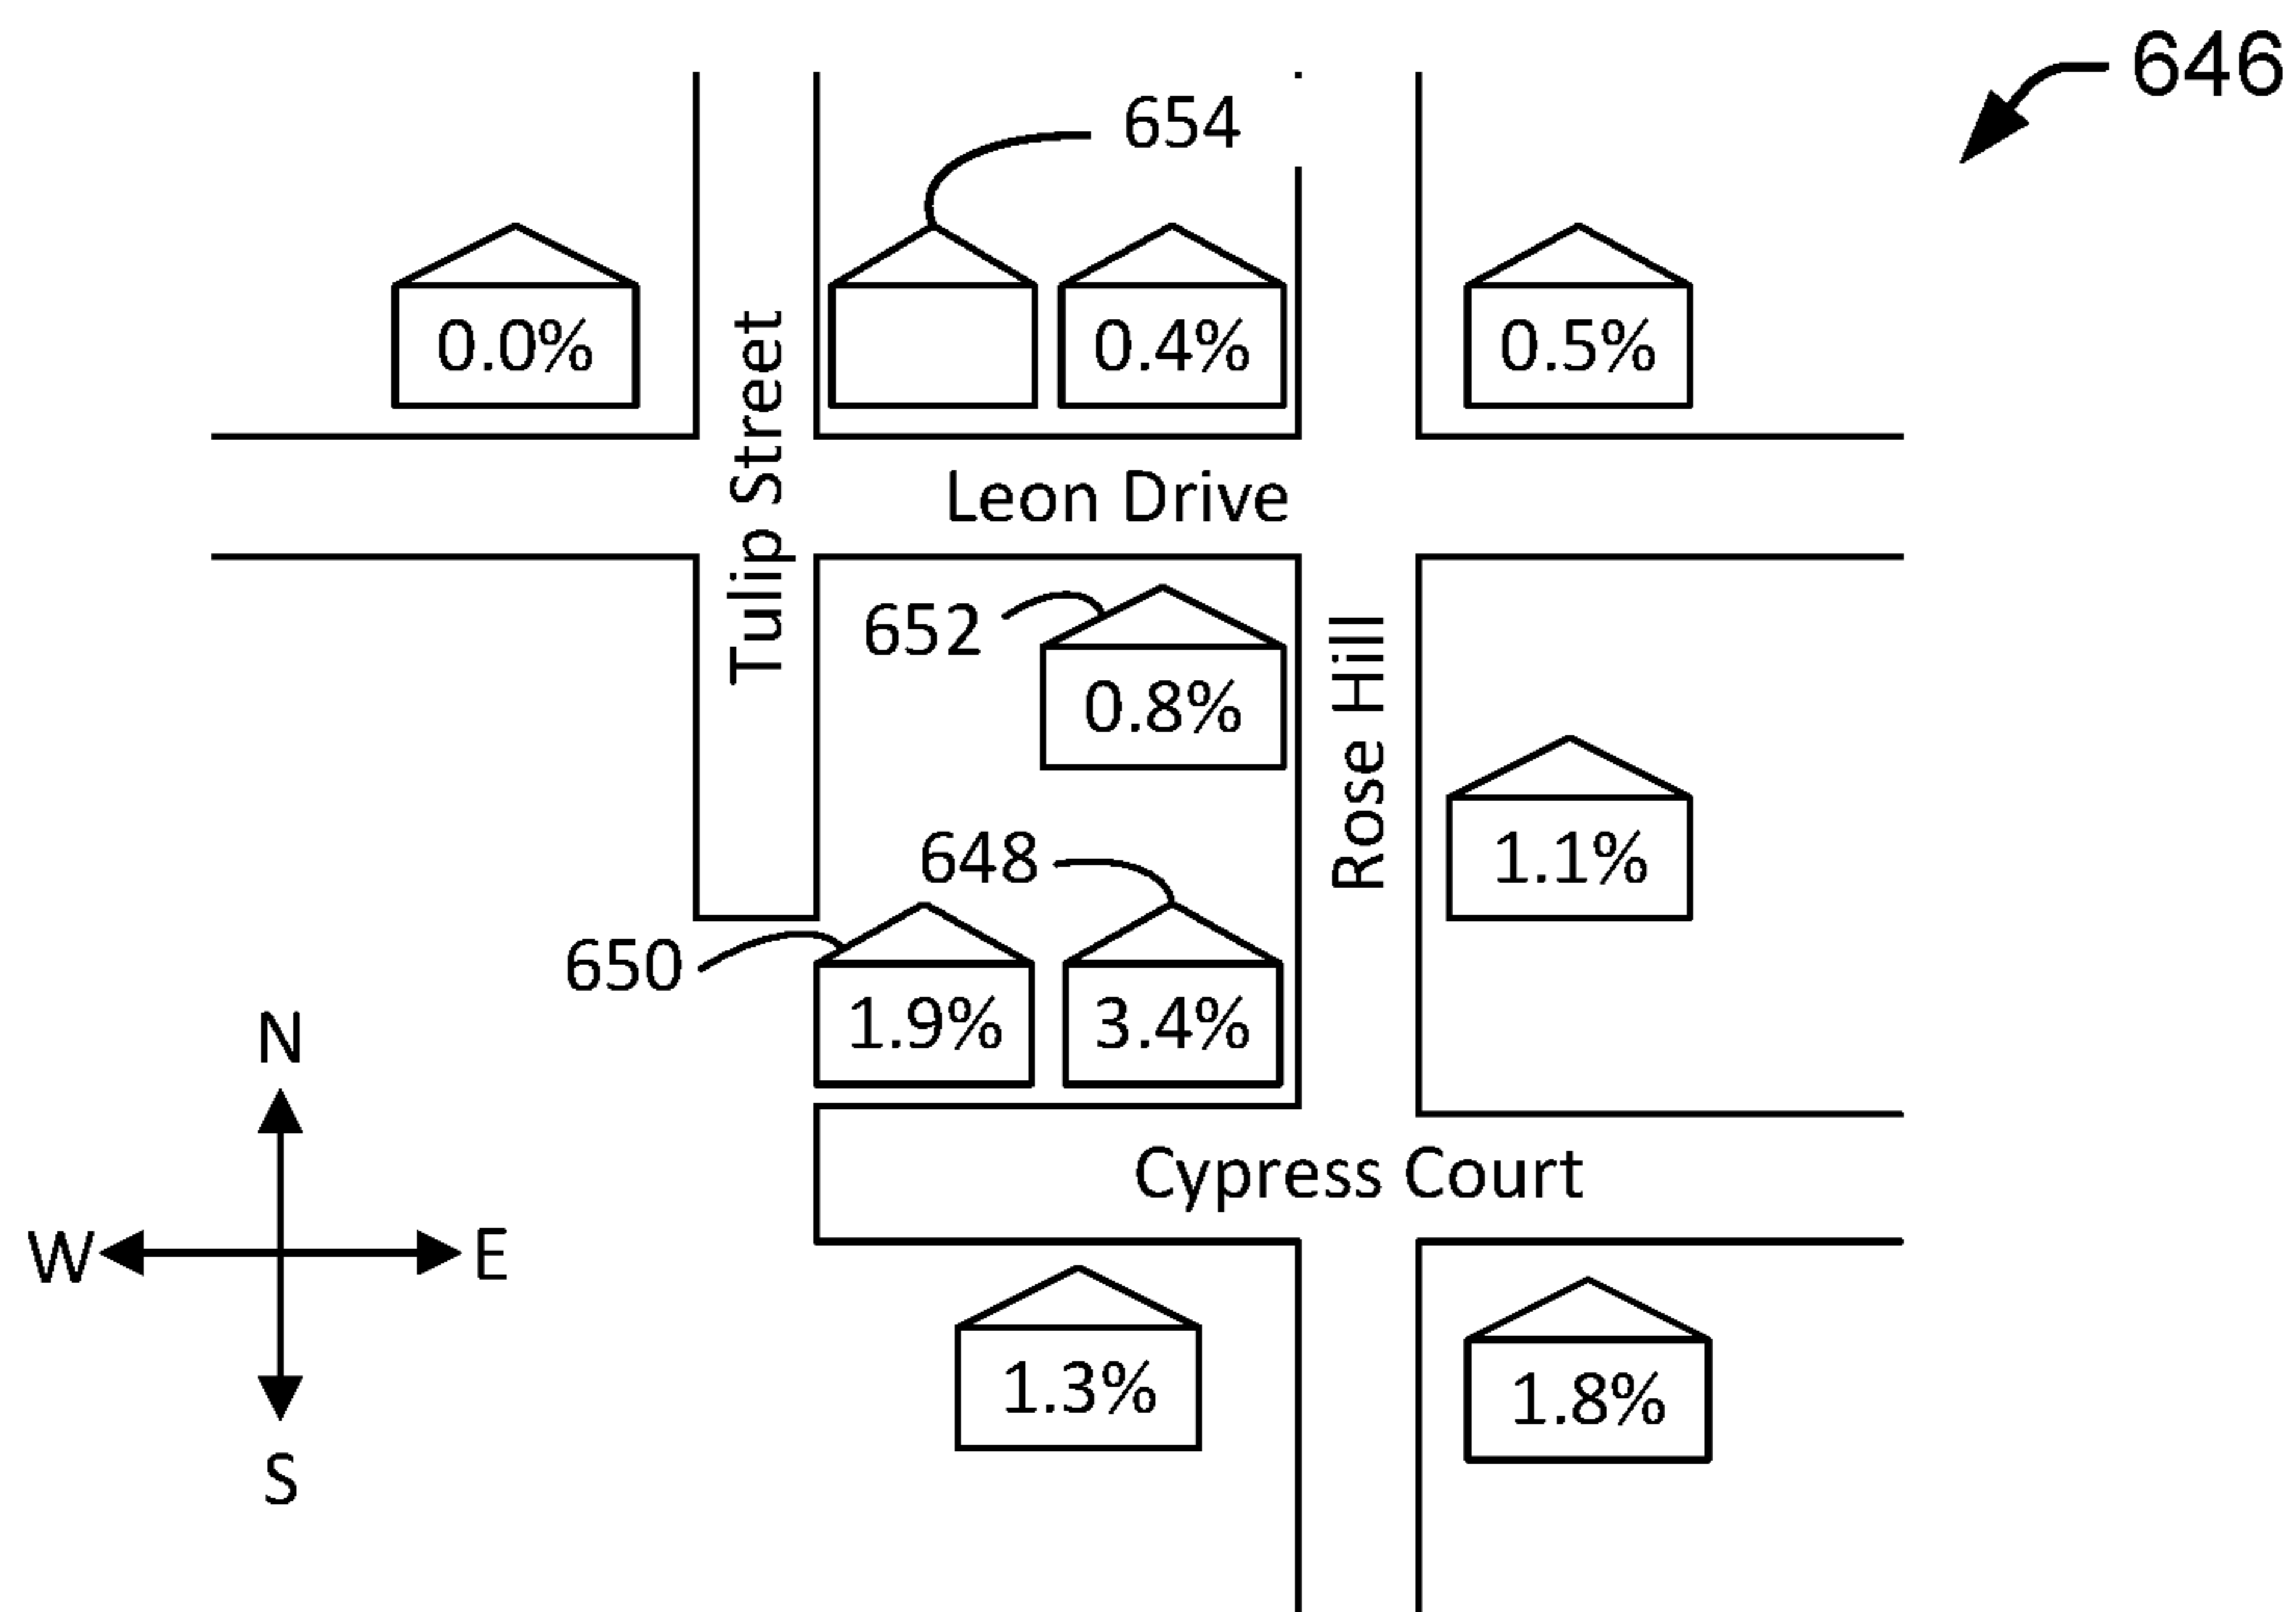 646
654
0.0%
0.4%
0.5%
Tulip Street
Leon Drive
652
0.8%
Rose Hill
648
1.1%
650
1.9%
3.4%
N
Cypress Court
W
E
1.3%
1.8%
S